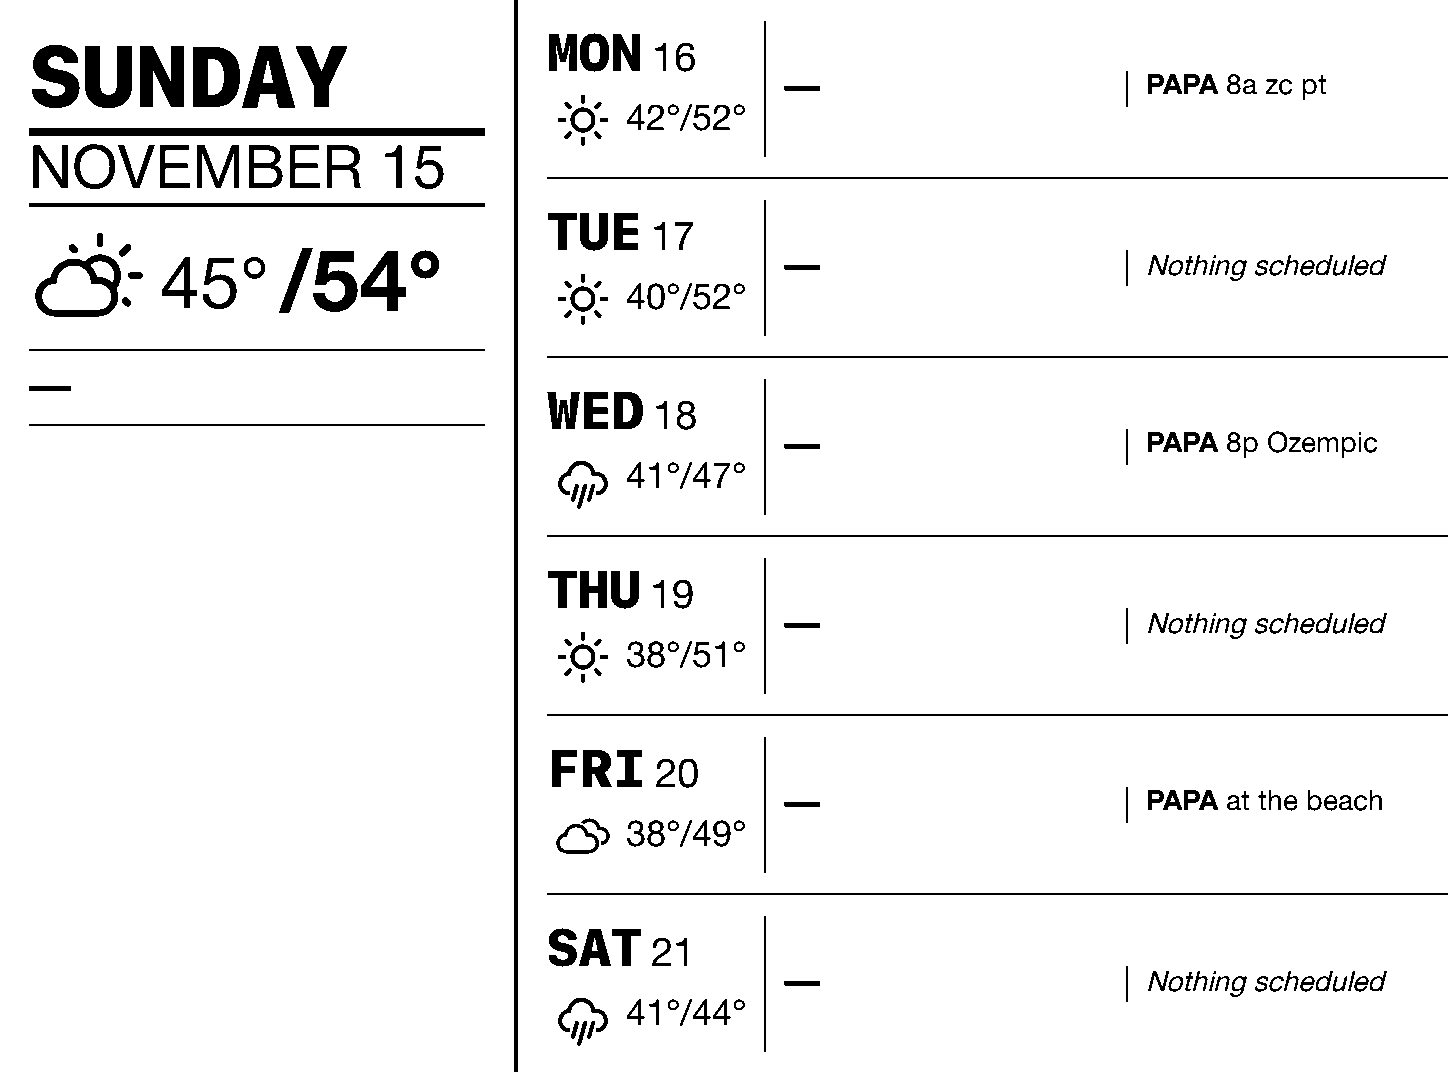 SUNDAY
NOVEMBER 15
45° /54°
—
MON 16
42°/52°
—
PAPA 8a zc pt
TUE 17
40°/52°
—
Nothing scheduled
WED 18
41°/47°
—
PAPA 8p Ozempic
THU 19
38°/51°
—
Nothing scheduled
FRI 20
38°/49°
—
PAPA at the beach
SAT 21
41°/44°
—
Nothing scheduled